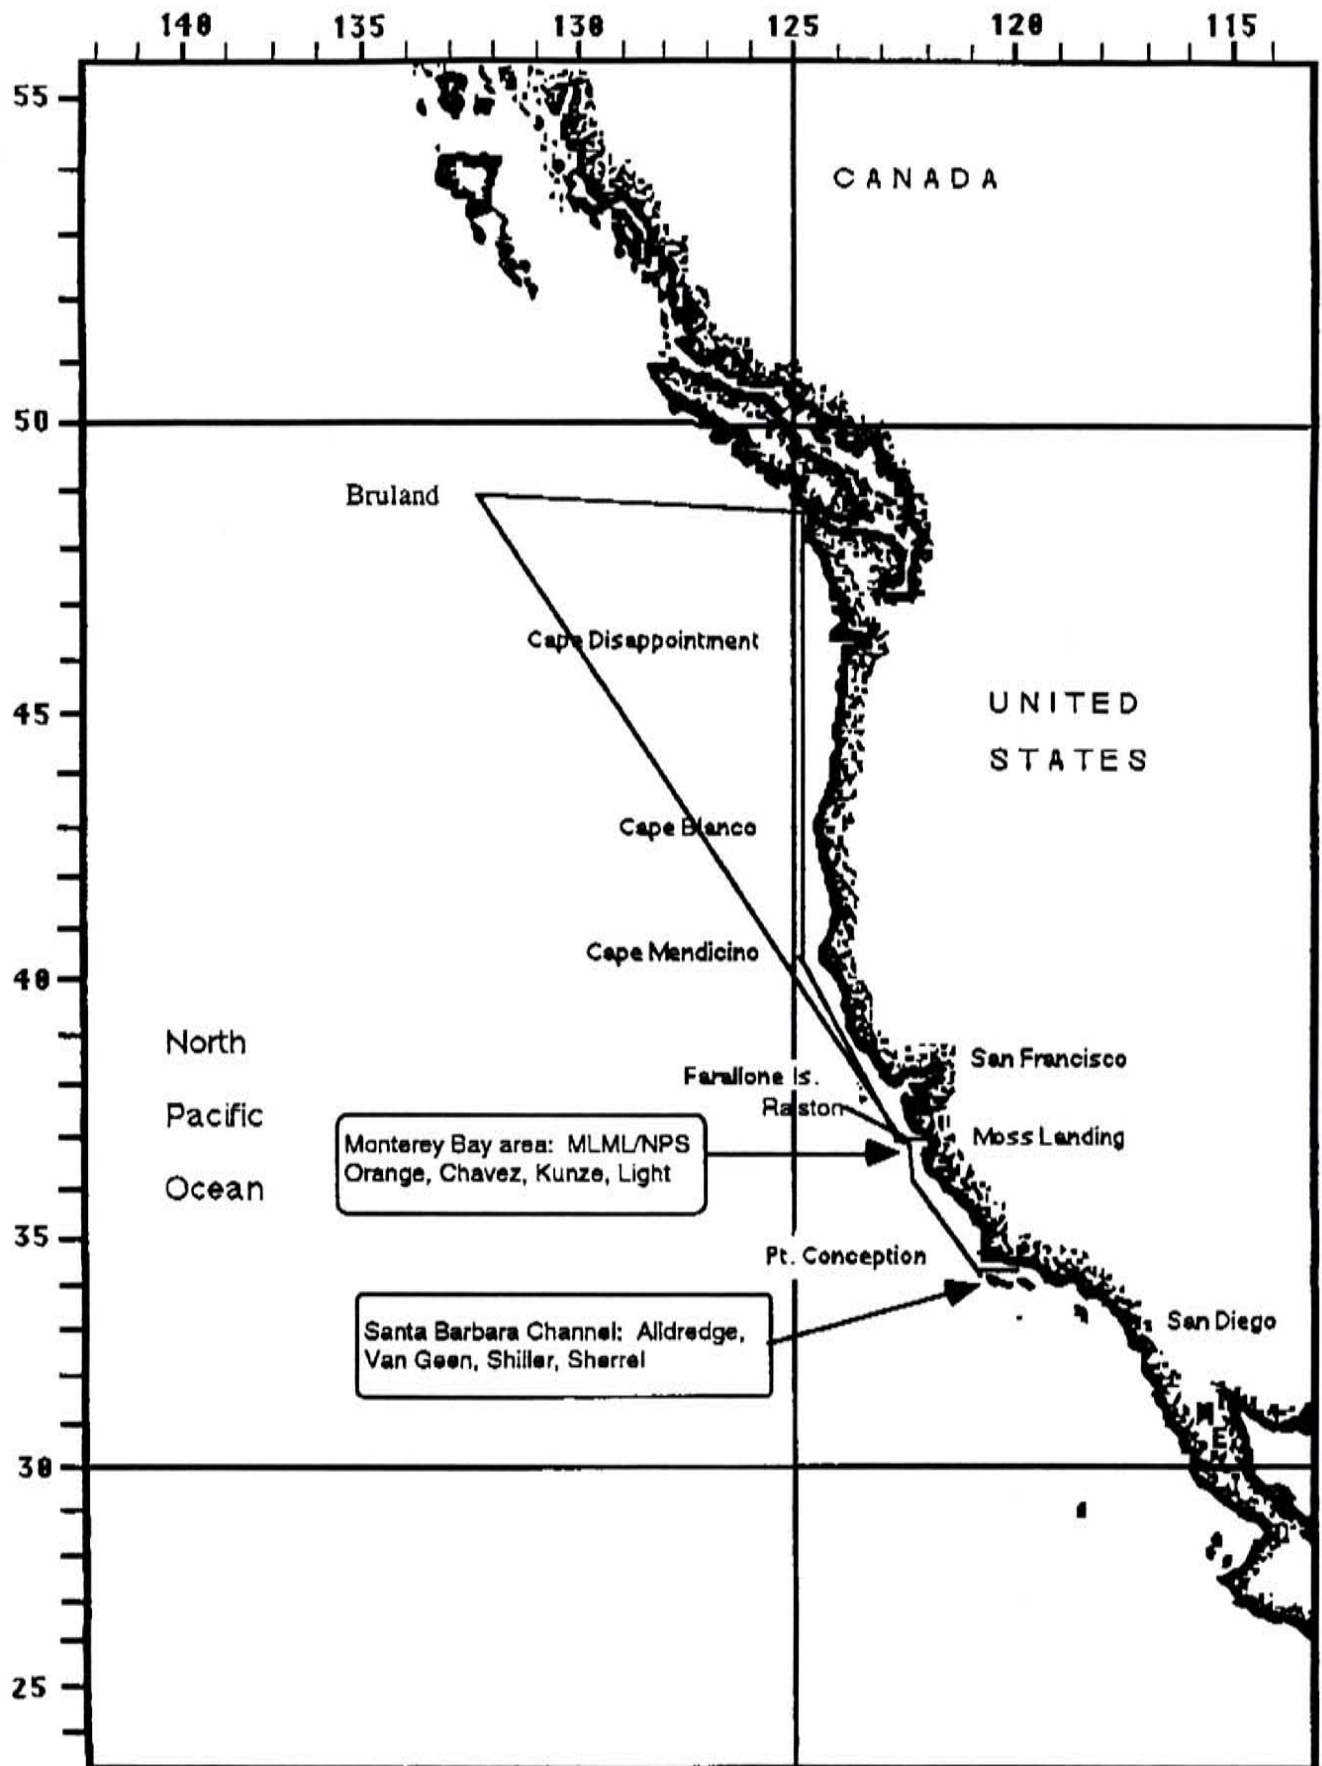 140 135 130 125 120 115
55
CANADA
50
Bruland
Cape Disappointment
45
UNITED
STATES
Cape Blanco
Cape Mendicino
40
North
San Francisco
Farallone Is.
Ralston
Pacific
Moss Landing
Monterey Bay area: MLML/NPS
Orange, Chavez, Kunze, Light
Ocean
35
Pt. Conception
San Diego
Santa Barbara Channel: Alldredge,
Van Geen, Shiller, Sherrel
30
25